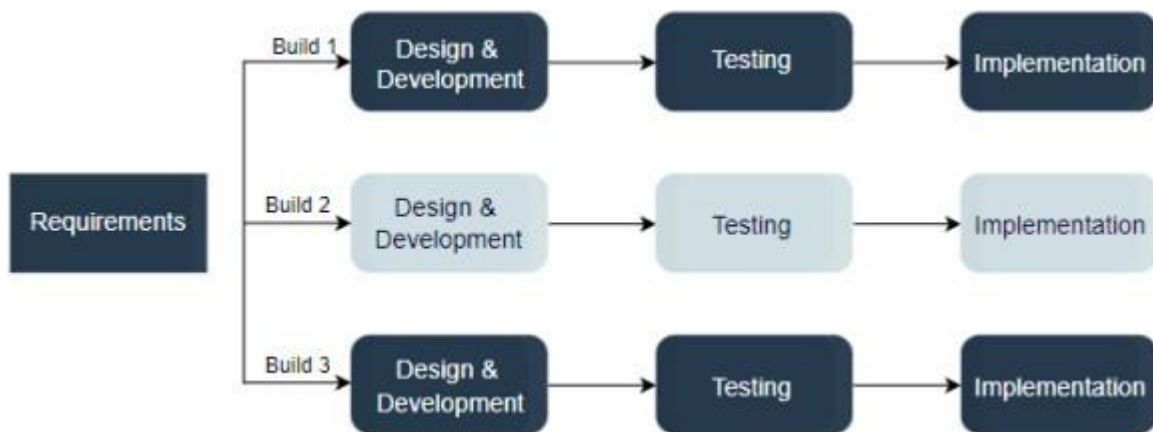 Build 1
Design &
Development
Testing
Implementation
Requirements
Build 2
Design &
Development
Testing
Implementation
Build 3
Design &
Development
Testing
Implementation